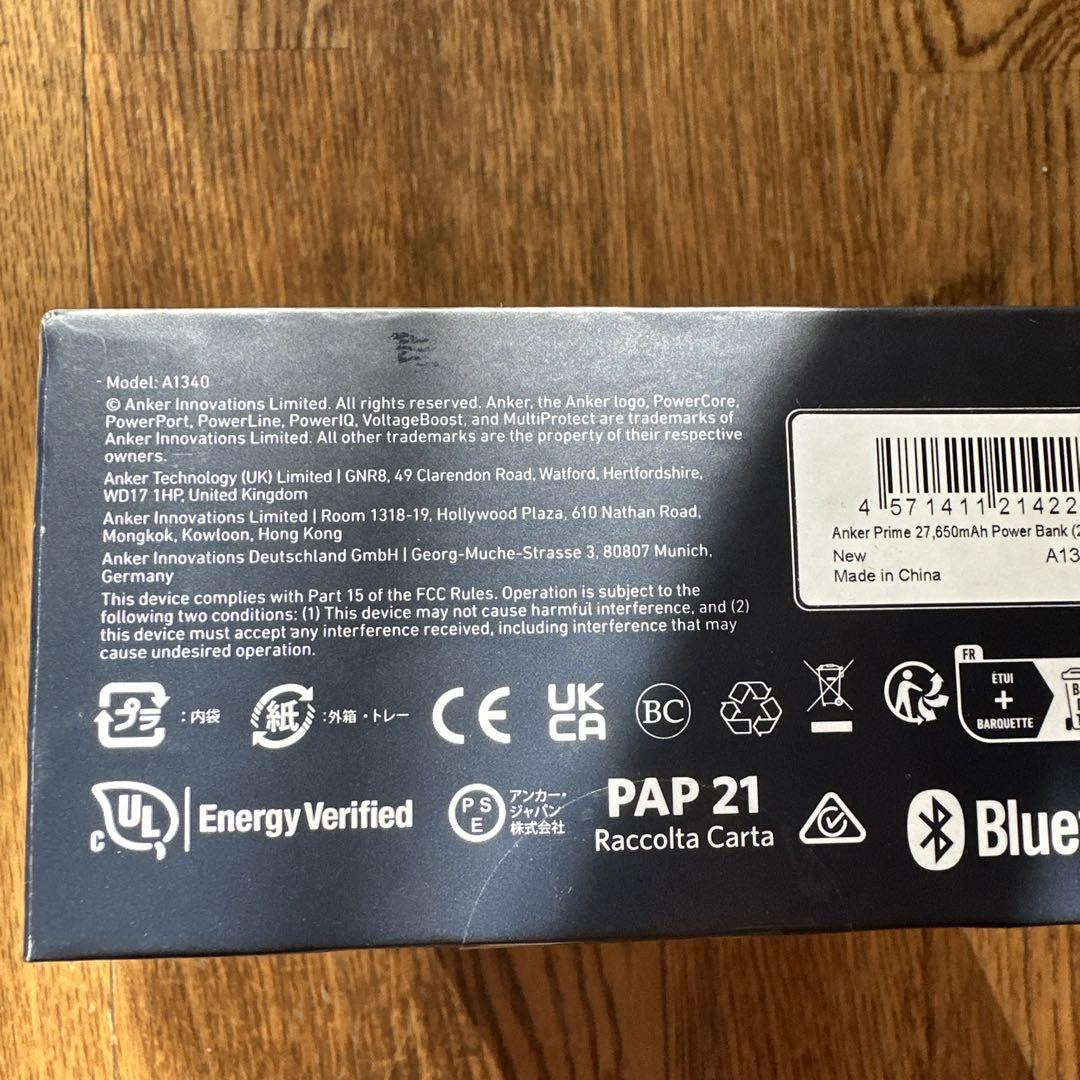 Model: A1340
© Anker Innovations Limited. All rights reserved. Anker, the Anker logo, PowerCore,
PowerPort, PowerLine, PowerIQ, VoltageBoost, and MultiProtect are trademarks of
Anker Innovations Limited. All other trademarks are the property of their respective
owners.
Anker Technology (UK) Limited | GNR8, 49 Clarendon Road, Watford, Hertfordshire,
WD17 1HP, United Kingdom
Anker Innovations Limited | Room 1318-19, Hollywood Plaza, 610 Nathan Road,
Mongkok, Kowloon, Hong Kong
Anker Innovations Deutschland GmbH | Georg-Muche-Strasse 3, 80807 Munich,
Germany
This device complies with Part 15 of the FCC Rules. Operation is subject to the
following two conditions: (1) This device may not cause harmful interference, and (2)
this device must accept any interference received, including interference that may
cause undesired operation.
4 571411 21422
Anker Prime 27,650mAh Power Bank (2
New A13
Made in China
プラ :内袋
紙 :外箱・トレー
CE
UK
CA
BC
FR
ÉTUI
+
BARQUETTE
c UL Energy Verified
PSE
アンカー・
ジャパン
株式会社
PAP 21
Raccolta Carta
Blue